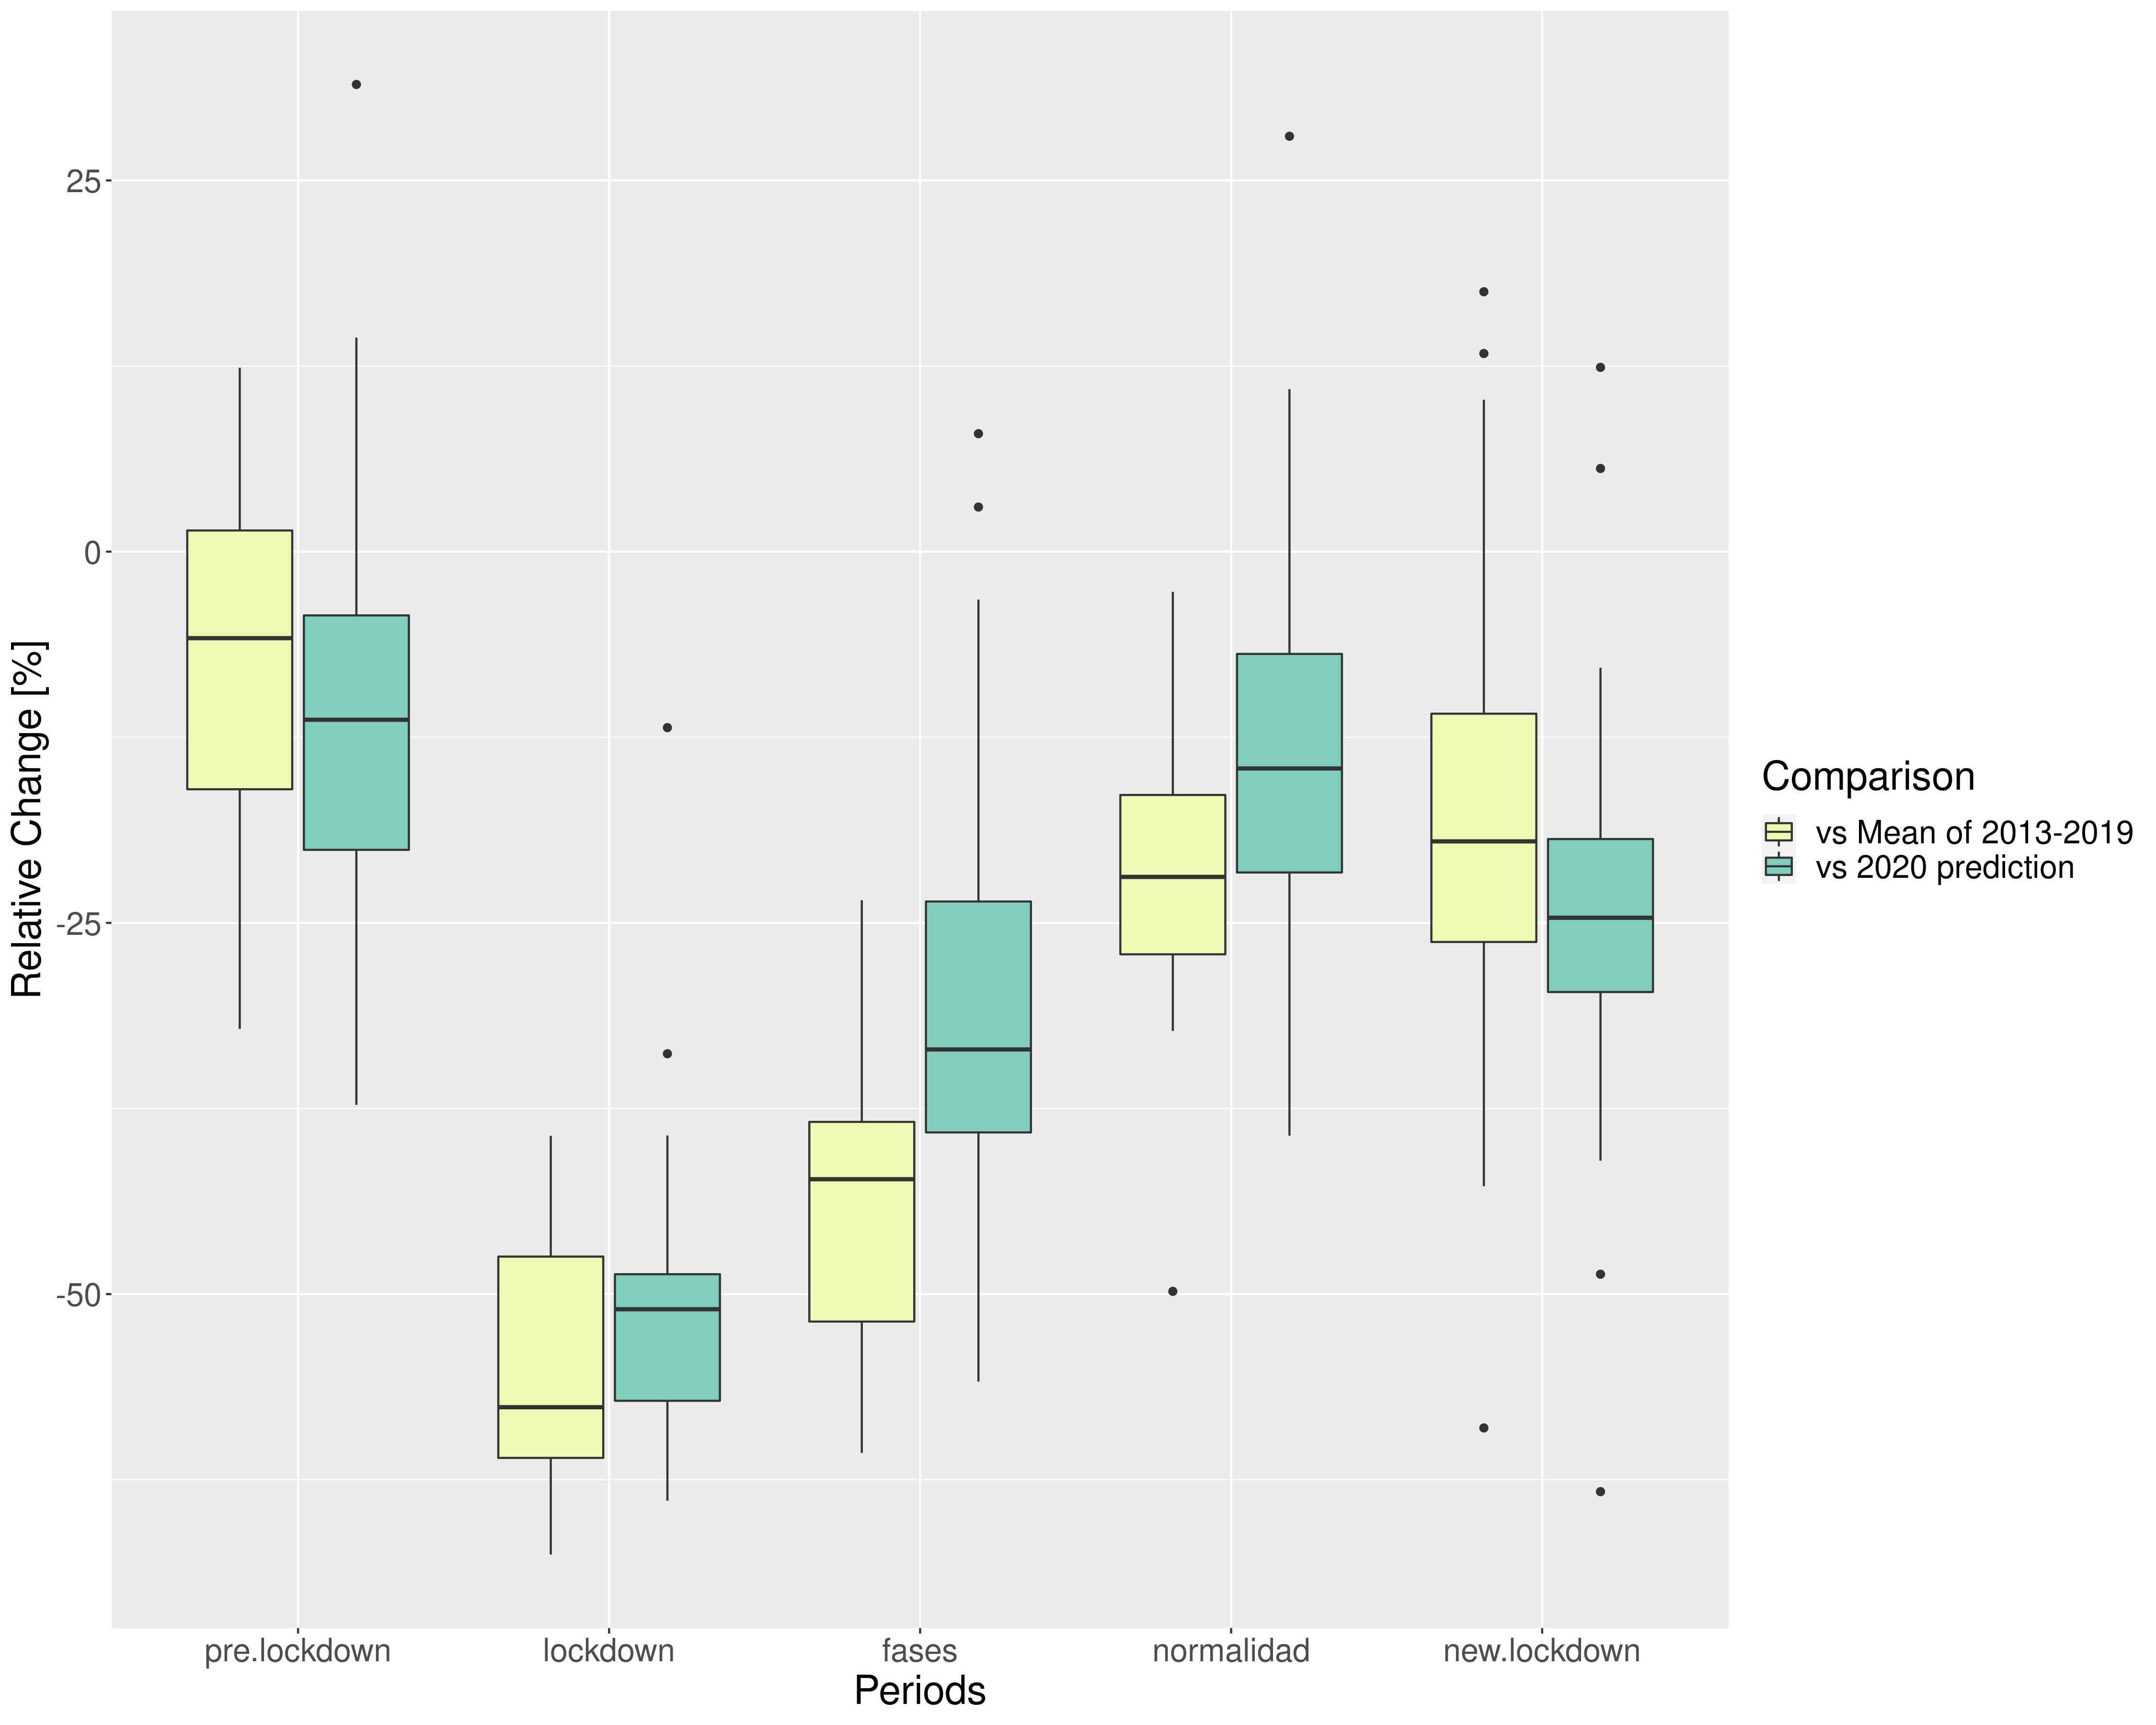 25
0
-25
-50
Relative Change [%]
pre.lockdown
lockdown
fases
normalidad
new.lockdown
Periods
Comparison
vs Mean of 2013-2019
vs 2020 prediction